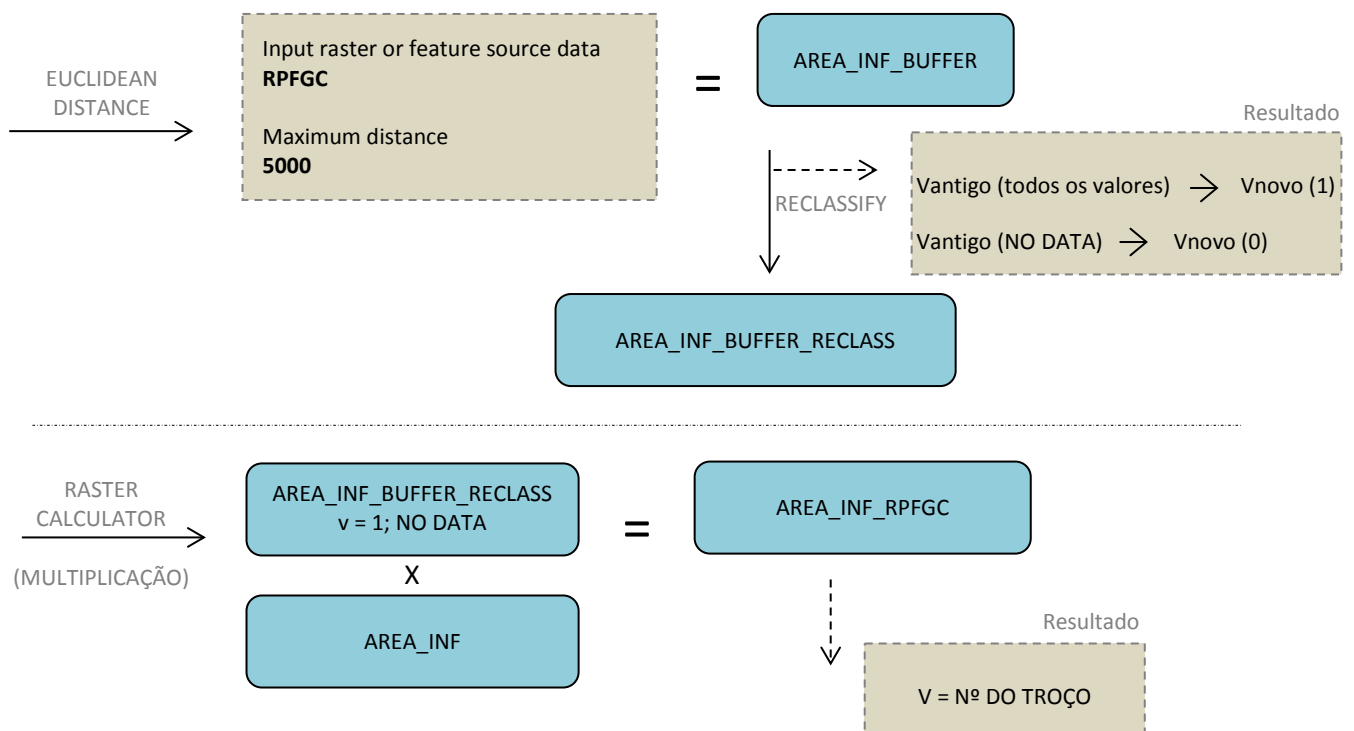 EUCLIDEAN
DISTANCE
Input raster or feature source data
RPFGC
Maximum distance
5000
=
AREA_INF_BUFFER
RECLASSIFY
Resultado
Vantigo (todos os valores) → Vnovo (1)
Vantigo (NO DATA) → Vnovo (0)
AREA_INF_BUFFER_RECLASS
RASTER
CALCULATOR
(MULTIPLICAÇÃO)
AREA_INF_BUFFER_RECLASS
v = 1; NO DATA
X
AREA_INF
=
AREA_INF_RPFGC
Resultado
V = Nº DO TROÇO